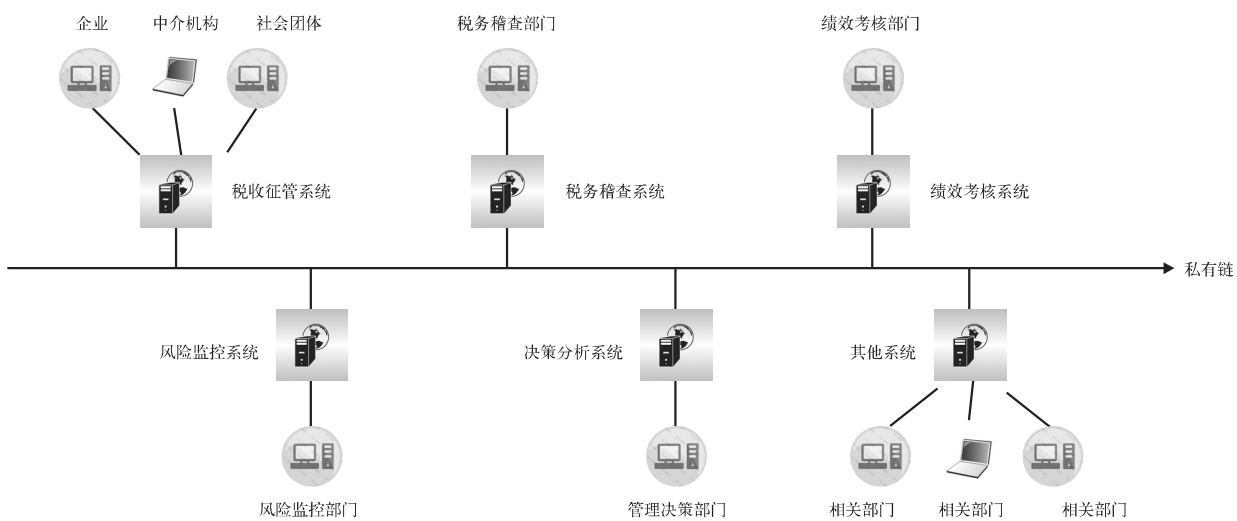 企业 中介机构 社会团体 税务稽查部门 绩效考核部门
税收征管系统 税务稽查系统 绩效考核系统
私有链
风险监控系统 决策分析系统 其他系统
风险监控部门 管理决策部门 相关部门 相关部门 相关部门